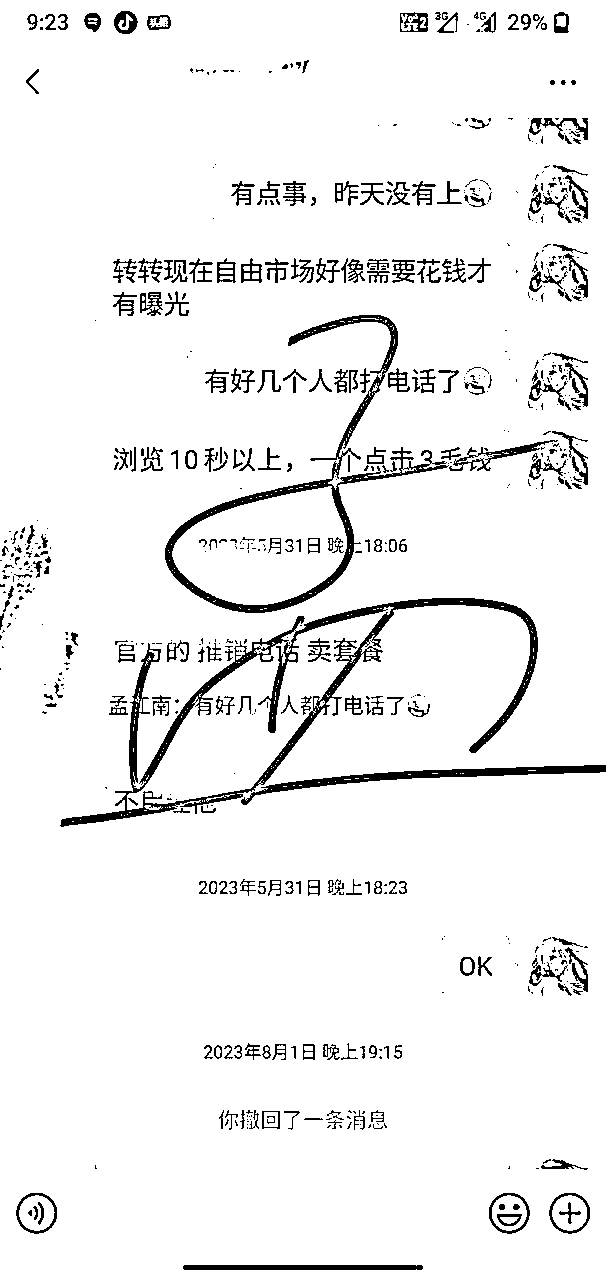 9:23 头条 VoLTE2 3G 4G 29%
有点事，昨天没有上
转转现在自由市场好像需要花钱才
有曝光
有好几个人都打电话了
浏览10秒以上，一个点击3毛钱
2023年5月31日 晚上18:06
官方的 推销电话 卖套餐
孟江南：有好几个人都打电话了
2023年5月31日 晚上18:23
OK
2023年8月1日 晚上19:15
你撤回了一条消息